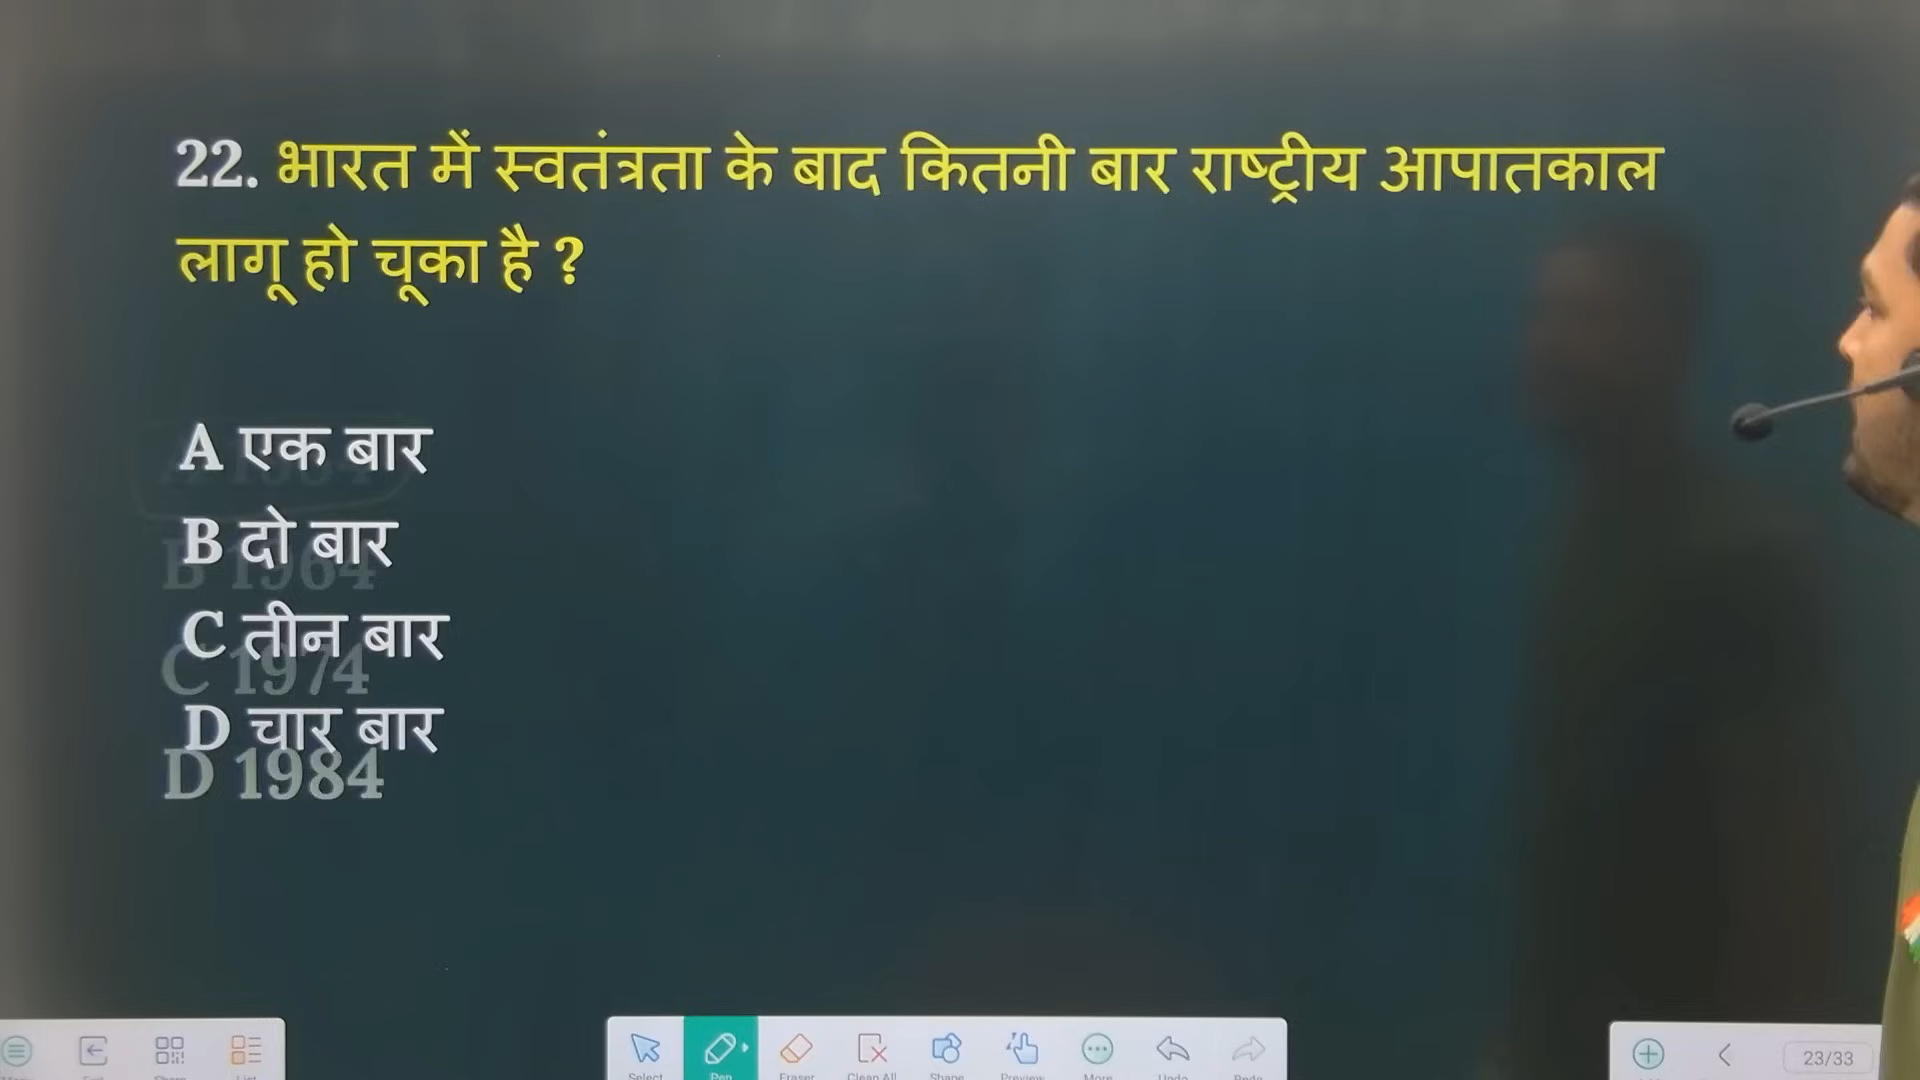 22. भारत में स्वतंत्रता के बाद कितनी बार राष्ट्रीय आपातकाल
लागू हो चूका है ?
A एक बार
B दो बार
B 1964
C तीन बार
C 1974
D चार बार
D 1984
Select
Pen
Eraser
Clean All
Shape
Preview
More
Undo
Redo
23/33